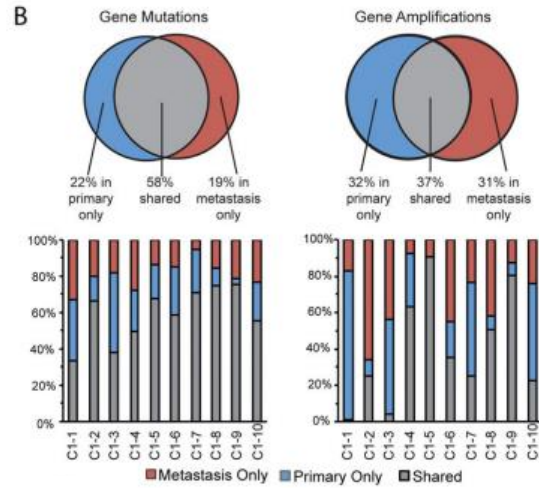 B
Gene Mutations
Gene Amplifications
22% in
primary
only
58%
shared
19% in
metastasis
only
32% in
primary
only
37%
shared
31% in
metastasis
only
100%
80%
60%
40%
20%
0%
C1-1
C1-2
C1-3
C1-4
C1-5
C1-6
C1-7
C1-8
C1-9
C1-10
100%
80%
60%
40%
20%
0%
C1-1
C1-2
C1-3
C1-4
C1-5
C1-6
C1-7
C1-8
C1-9
C1-10
Metastasis Only Primary Only Shared